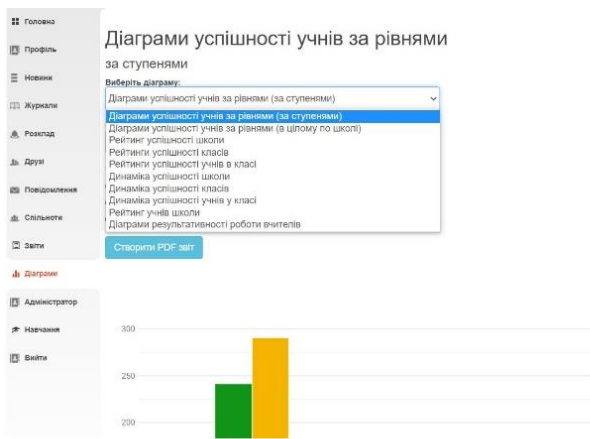 Головна
Профіль
Новини
Журнали
Розклад
Друзі
Повідомлення
Спільноти
Звіти
Діаграми
Адміністратор
Навчання
Вийти
Діаграми успішності учнів за рівнями
за ступенями
Виберіть діаграму:
Діаграми успішності учнів за рівнями (за ступенями)
Діаграми успішності учнів за рівнями (за ступенями)
Діаграми успішності учнів за рівнями (в цілому по школі)
Рейтинг успішності школи
Рейтинги успішності класів
Рейтинги успішності учнів в класі
Динаміка успішності школи
Динаміка успішності класів
Динаміка успішності учнів у класі
Рейтинг учнів школи
Діаграми результативності роботи вчителів
Створити PDF звіт
300
250
200